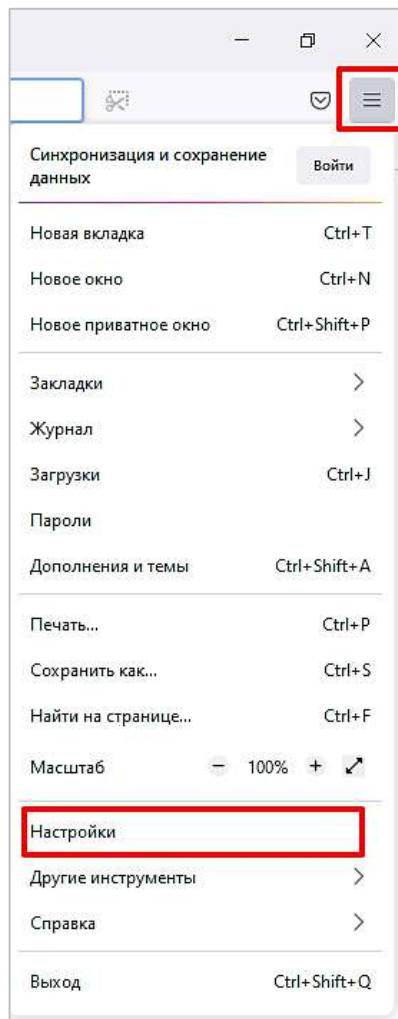 Синхронизация и сохранение
данных
Войти
Новая вкладка Ctrl+T
Новое окно Ctrl+N
Новое приватное окно Ctrl+Shift+P
Закладки
Журнал
Загрузки Ctrl+J
Пароли
Дополнения и темы Ctrl+Shift+A
Печать... Ctrl+P
Сохранить как... Ctrl+S
Найти на странице... Ctrl+F
Масштаб − 100% +
Настройки
Другие инструменты
Справка
Выход Ctrl+Shift+Q